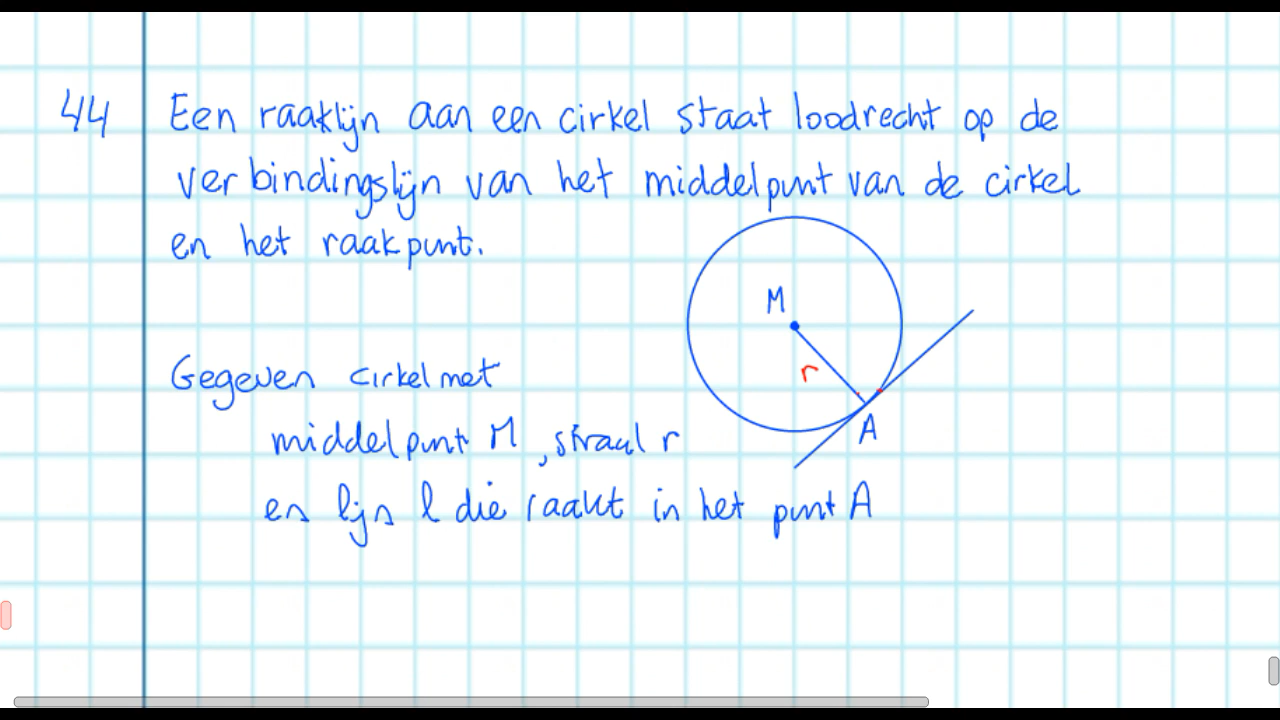 44 Een raaklijn aan een cirkel staat loodrecht op de
verbindingslijn van het middelpunt van de cirkel
en het raakpunt.
M
r
A
Gegeven cirkel met
middelpunt M, straal r
en lijn l die raakt in het punt A